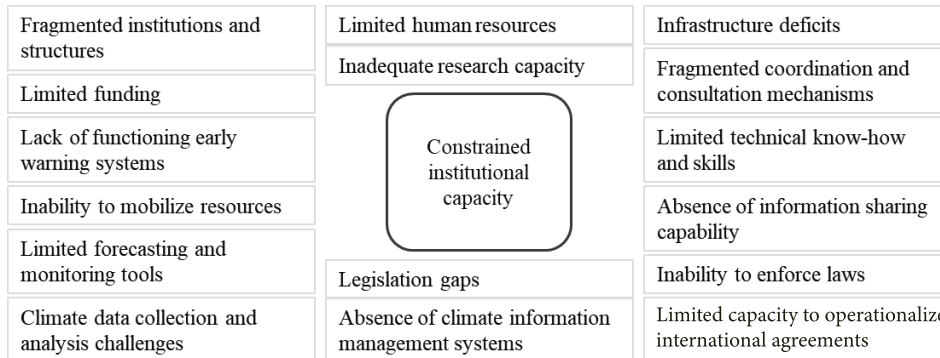 Fragmented institutions and
structures
Limited funding
Lack of functioning early
warning systems
Inability to mobilize resources
Limited forecasting and
monitoring tools
Climate data collection and
analysis challenges
Limited human resources
Inadequate research capacity
Constrained
institutional
capacity
Legislation gaps
Absence of climate information
management systems
Infrastructure deficits
Fragmented coordination and
consultation mechanisms
Limited technical know-how
and skills
Absence of information sharing
capability
Inability to enforce laws
Limited capacity to operationalize
international agreements